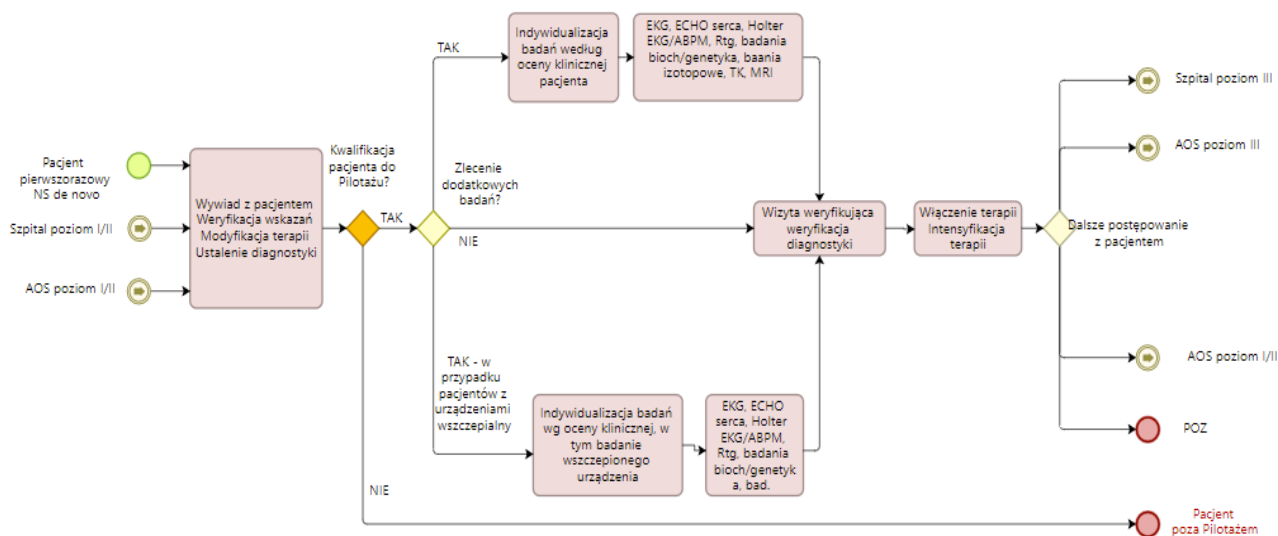 Pacjent
pierwszorazowy
NS de novo
Szpital poziom I/II
AOS poziom I/II
Wywiad z pacjentem
Weryfikacja wskazań
Modyfikacja terapii
Ustalenie diagnostyki
Kwalifikacja
pacjenta do
Pilotażu?
TAK
NIE
Zlecenie
dodatkowych
badań?
TAK
Indywidualizacja
badań według
oceny klinicznej
pacjenta
EKG, ECHO serca, Holter
EKG/ABPM, Rtg, badania
bioch/genetyka, baania
izotopowe, TK, MRI
NIE
TAK - w
przypadku
pacjentów z
urządzeniami
wszczepialny
Indywidualizacja badań
wg oceny klinicznej, w
tym badanie
wszczepionego
urządzenia
EKG, ECHO
serca, Holter
EKG/ABPM,
Rtg, badania
bioch/genetyk
a, bad.
Wizyta weryfikująca
weryfikacja
diagnostyki
Włączenie terapii
Intensyfikacja
terapii
Dalsze postępowanie
z pacjentem
Szpital poziom III
AOS poziom III
AOS poziom I/II
POZ
Pacjent
poza Pilotażem